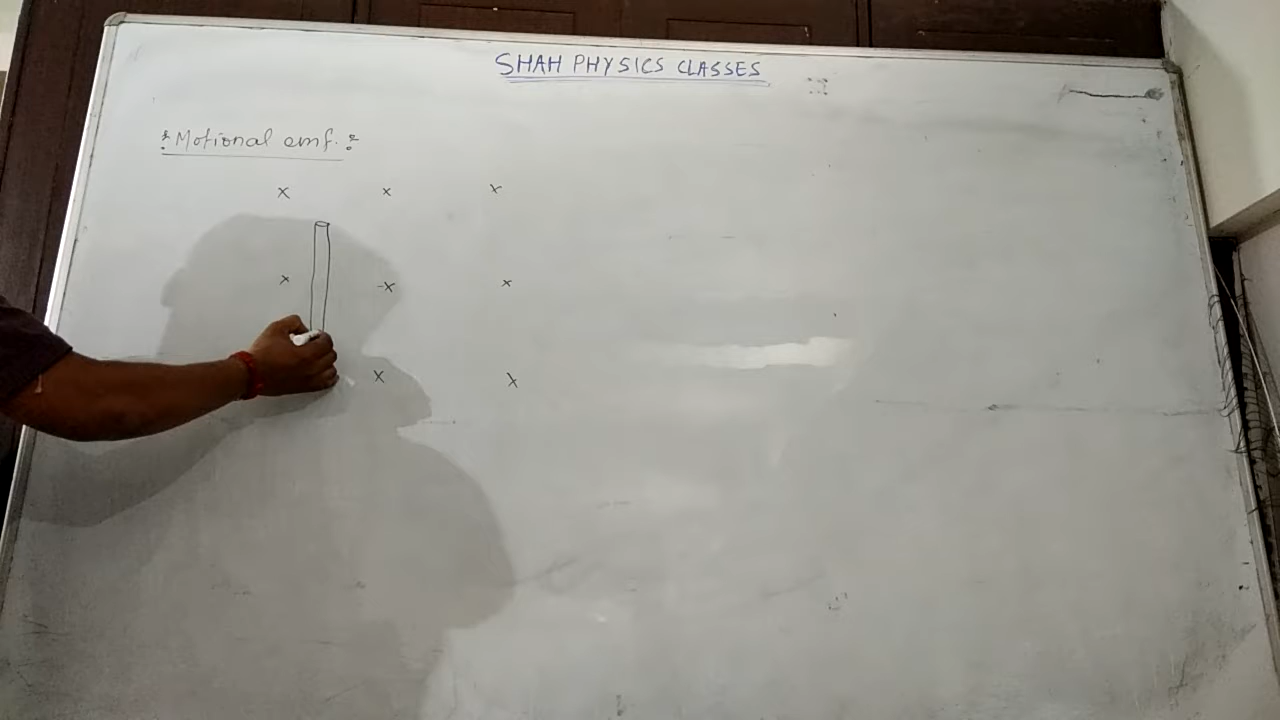 SHAH PHYSICS CLASSES
: Motional emf. :
x x x
x x x
x x